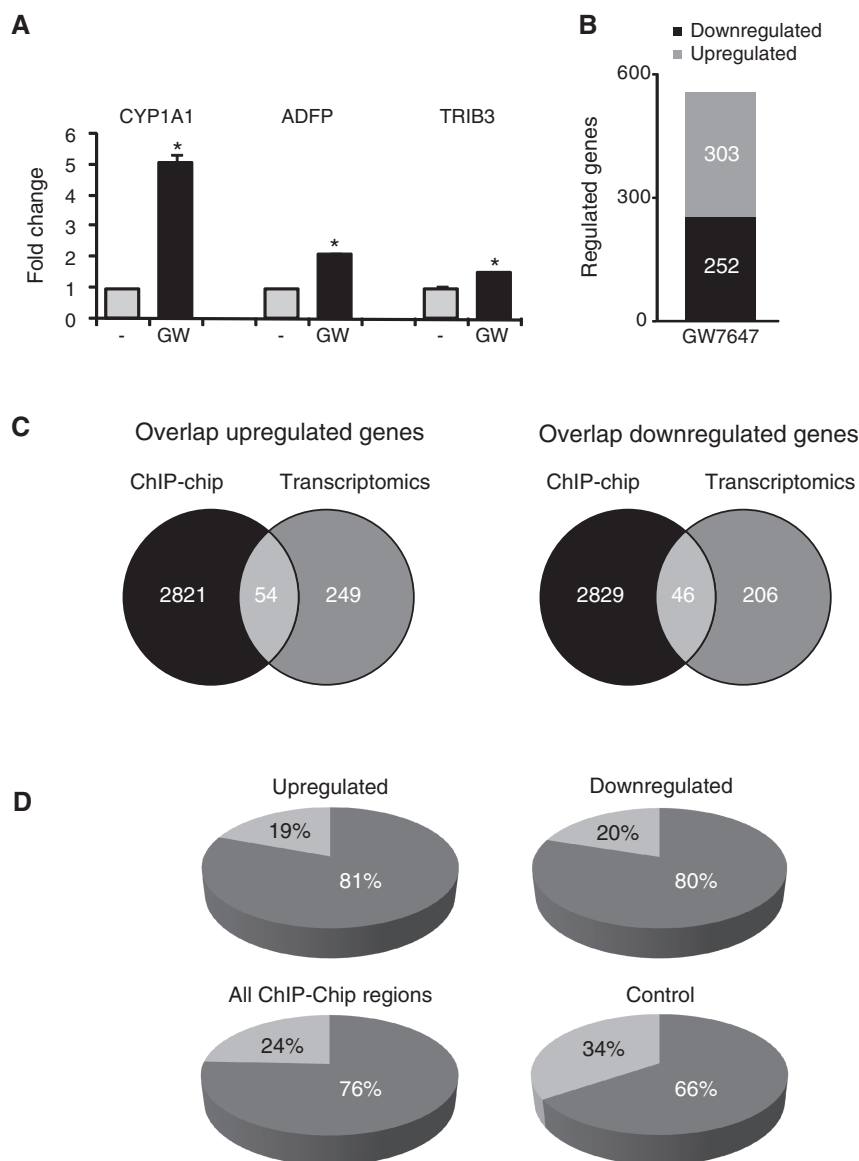 A
CYP1A1 ADFP TRIB3
Fold change
6
5
4
3
2
1
0
* * *
- GW - GW - GW
B
Downregulated
Upregulated
Regulated genes
600
300
0
303
252
GW7647
C
Overlap upregulated genes
ChIP-chip Transcriptomics
2821 54 249
Overlap downregulated genes
ChIP-chip Transcriptomics
2829 46 206
D
Upregulated
19%
81%
Downregulated
20%
80%
All ChIP-Chip regions
24%
76%
Control
34%
66%